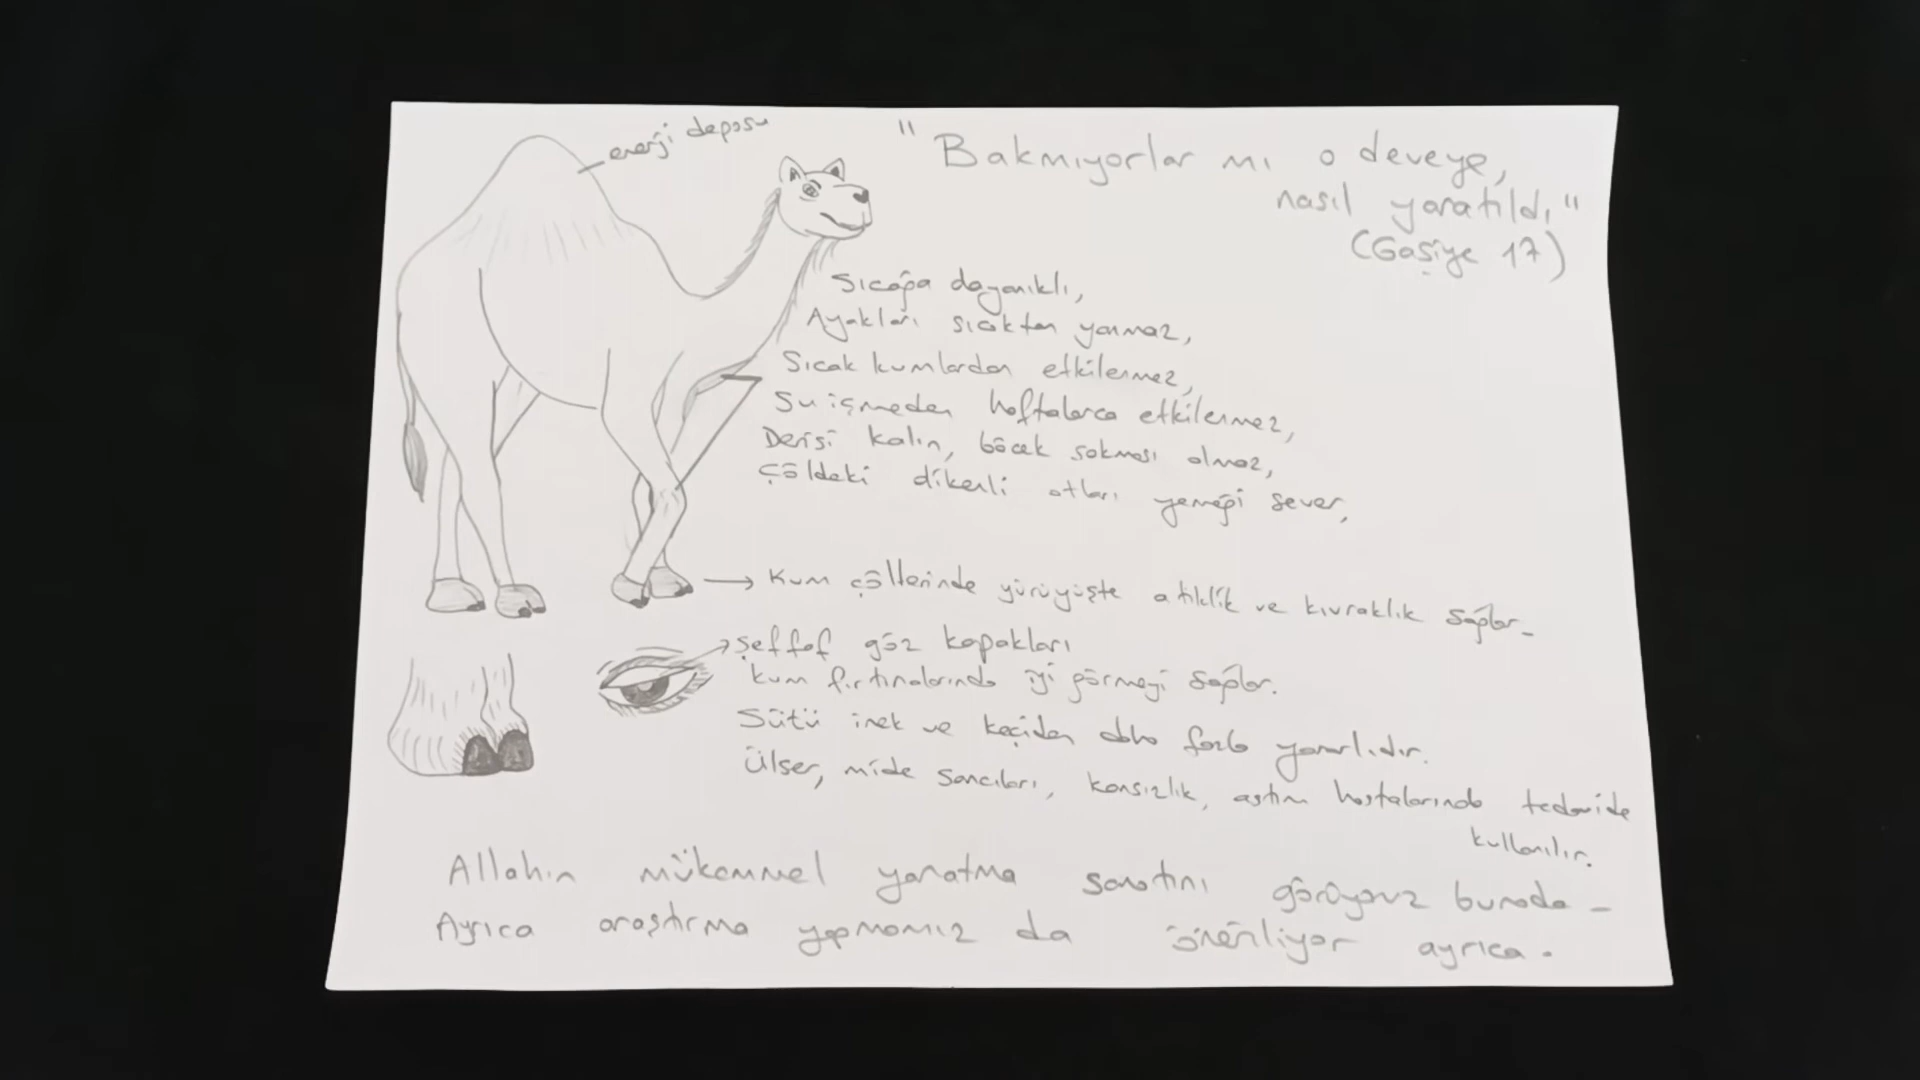 enerji deposu
"Bakmıyorlar mı o deveye,
nasıl yaratıldı"
(Gaşiye 17)
Sıcağa dayanıklı,
Ayakları sıcaktan yanmaz,
Sıcak kumlardan etkilenmez,
Su içmeden haftalarca etkilenmez,
Derisi kalın, böcek sokması olmaz,
Çöldeki dikenli otları yemeği sever,
→ Kum çöllerinde yürüyüşte atiklik ve kıvraklık sağlar.
→ Şeffaf göz kapakları
kum fırtınalarında iyi görmeyi sağlar.
Sütü inek ve keçiden daha fazla yararlıdır.
Ülser, mide sancıları, kansızlık, astım hastalarında tedavide
kullanılır.
Allahın mükemmel yaratma sanatını görüyoruz burada -
Ayrıca araştırma yapmamız da öneriliyor ayrıca.